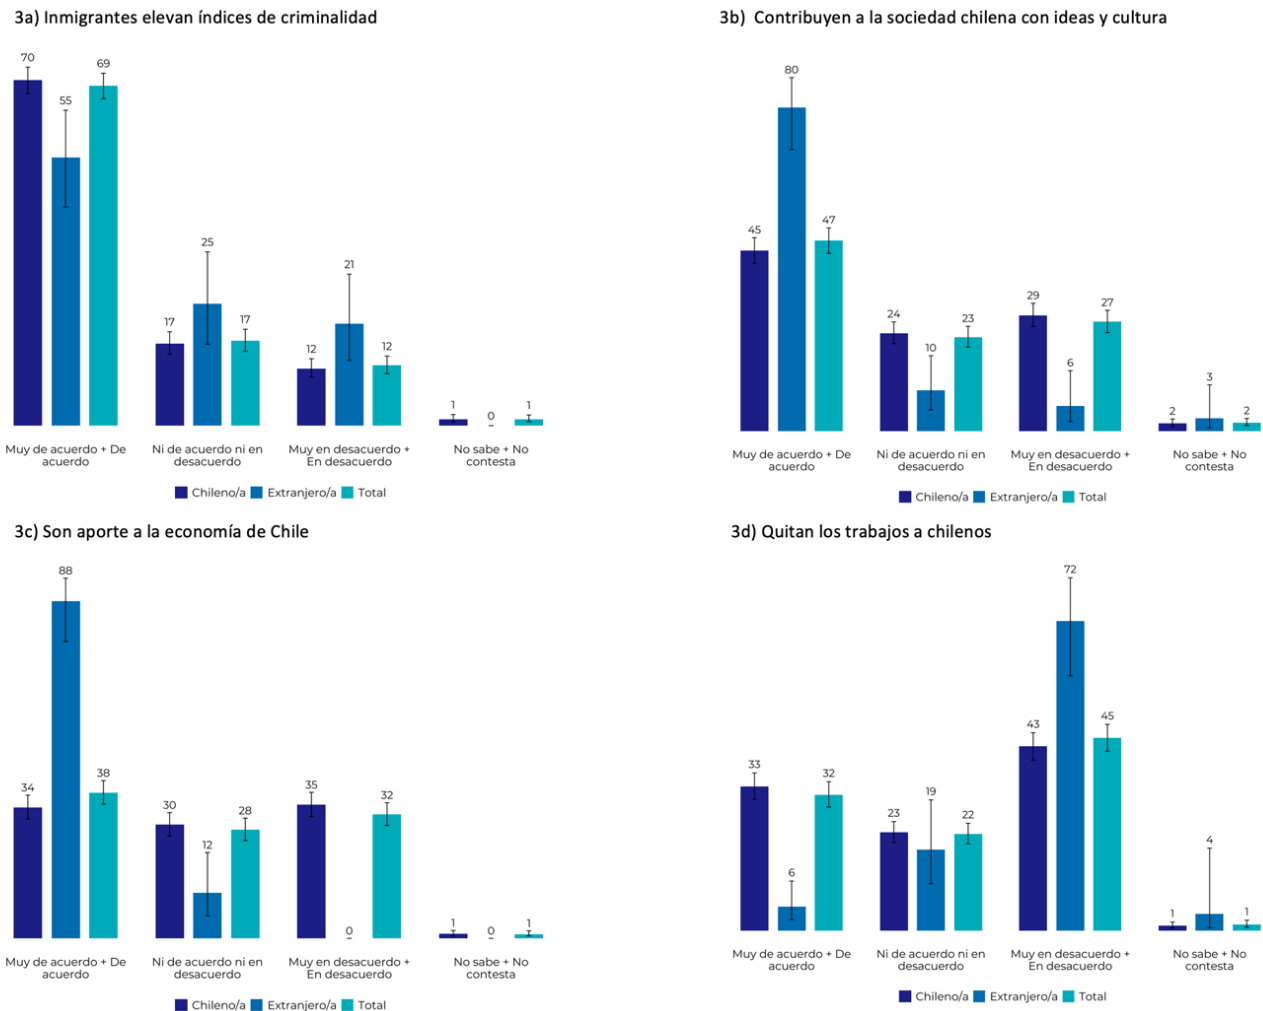 3a) Inmigrantes elevan índices de criminalidad
70
55
69
17
25
17
12
21
12
1
0
1
Muy de acuerdo + De
acuerdo
Ni de acuerdo ni en
desacuerdo
Muy en desacuerdo +
En desacuerdo
No sabe + No
contesta
Chileno/a
Extranjero/a
Total
3b) Contribuyen a la sociedad chilena con ideas y cultura
45
80
47
24
10
23
29
6
27
2
3
2
Muy de acuerdo + De
acuerdo
Ni de acuerdo ni en
desacuerdo
Muy en desacuerdo +
En desacuerdo
No sabe + No
contesta
Chileno/a
Extranjero/a
Total
3c) Son aporte a la economía de Chile
34
88
38
30
12
28
35
0
32
1
0
1
Muy de acuerdo + De
acuerdo
Ni de acuerdo ni en
desacuerdo
Muy en desacuerdo +
En desacuerdo
No sabe + No
contesta
Chileno/a
Extranjero/a
Total
3d) Quitan los trabajos a chilenos
33
6
32
23
19
22
43
72
45
1
4
1
Muy de acuerdo + De
acuerdo
Ni de acuerdo ni en
desacuerdo
Muy en desacuerdo +
En desacuerdo
No sabe + No
contesta
Chileno/a
Extranjero/a
Total